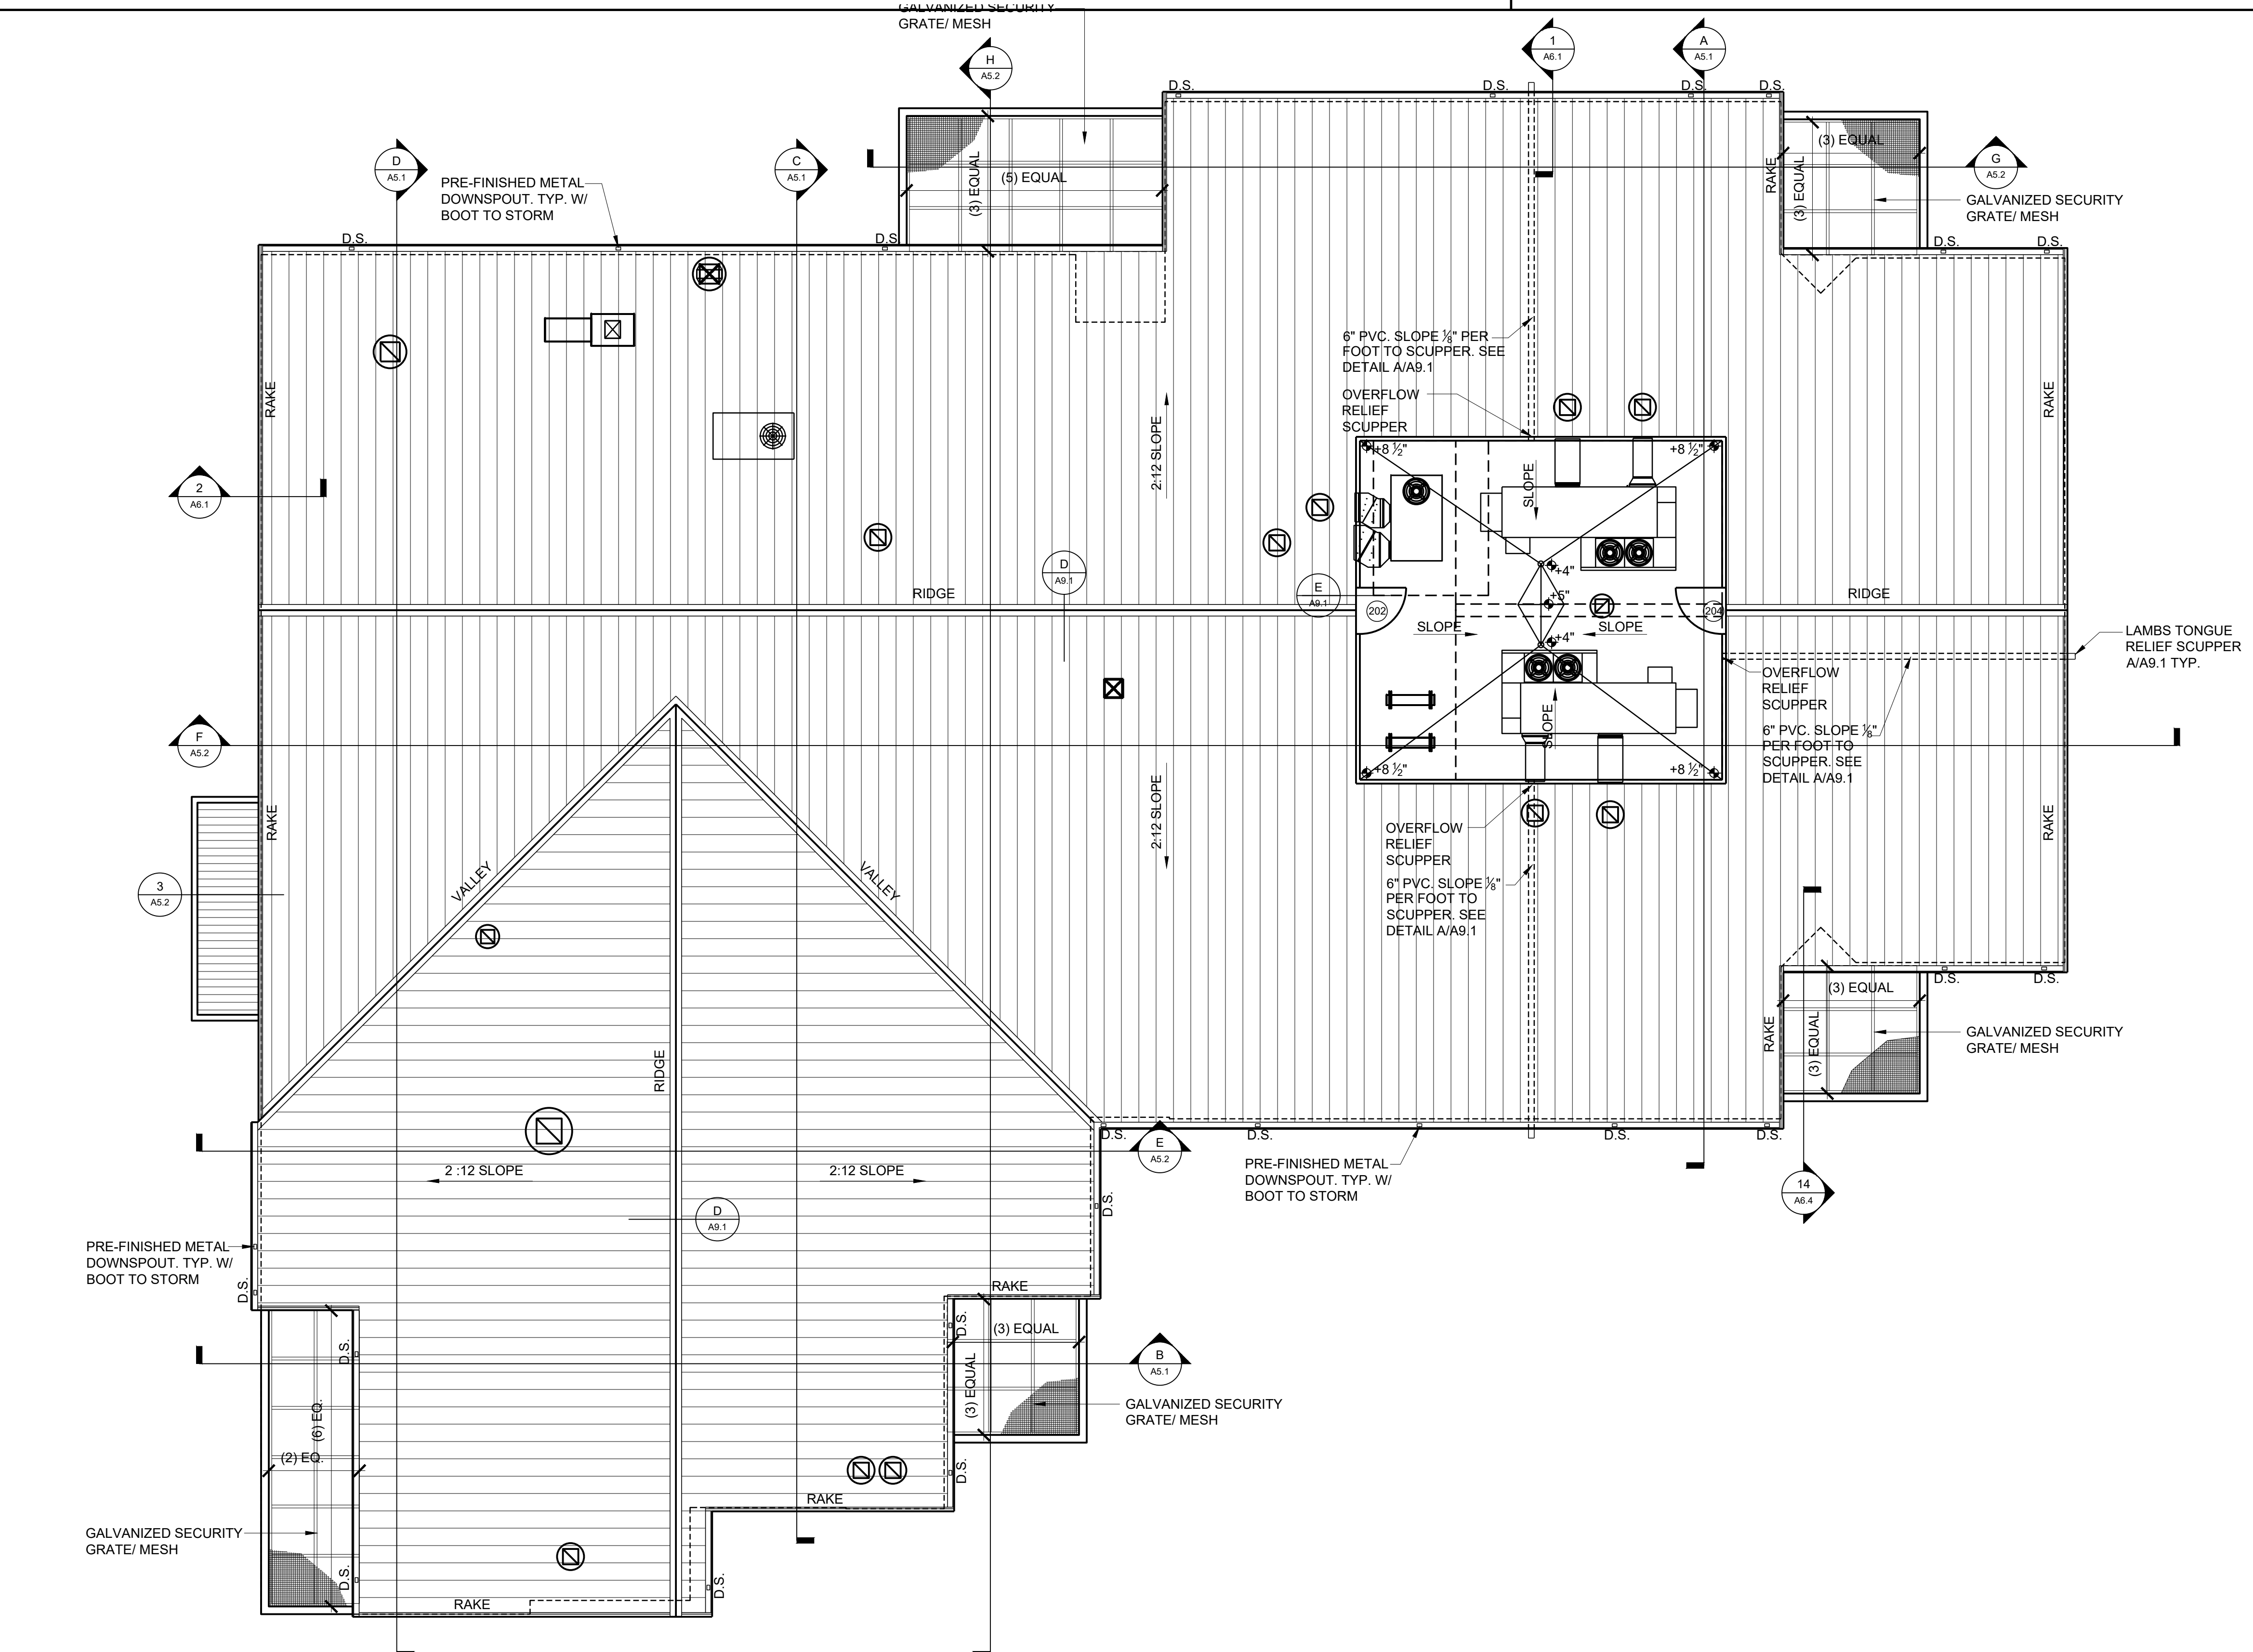 GALVANIZED SECURITY
GRATE/ MESH
H
A5.2
1
A6.1
A
A5.1
D.S.
D.S.
D.S.
D.S.
D
A5.1
PRE-FINISHED METAL
DOWNSPOUT. TYP. W/
BOOT TO STORM
C
A5.1
(3) EQUAL
(5) EQUAL
RAKE
(3) EQUAL
(3) EQUAL
G
A5.2
GALVANIZED SECURITY
GRATE/ MESH
D.S.
D.S.
D.S.
D.S.
6" PVC. SLOPE ⅛" PER
FOOT TO SCUPPER. SEE
DETAIL A/A9.1
OVERFLOW
RELIEF
SCUPPER
RAKE
2:12 SLOPE
RAKE
+8 ½"
+8 ½"
SLOPE
2
A6.1
D
A9.1
E
A9.1
RIDGE
202
+4"
+5"
204
RIDGE
SLOPE
SLOPE
+4"
LAMBS TONGUE
RELIEF SCUPPER
A/A9.1 TYP.
OVERFLOW
RELIEF
SCUPPER
SLOPE
6" PVC. SLOPE ⅛"
PER FOOT TO
SCUPPER. SEE
DETAIL A/A9.1
F
A5.2
+8 ½"
+8 ½"
RAKE
2:12 SLOPE
RAKE
OVERFLOW
RELIEF
SCUPPER
VALLEY
VALLEY
3
A5.2
6" PVC. SLOPE ⅛"
PER FOOT TO
SCUPPER. SEE
DETAIL A/A9.1
D.S.
D.S.
(3) EQUAL
RIDGE
RAKE
(3) EQUAL
GALVANIZED SECURITY
GRATE/ MESH
D.S.
D.S.
D.S.
D.S.
E
A5.2
2 :12 SLOPE
2:12 SLOPE
PRE-FINISHED METAL
DOWNSPOUT. TYP. W/
BOOT TO STORM
14
A6.4
D.S.
D
A9.1
PRE-FINISHED METAL
DOWNSPOUT. TYP. W/
BOOT TO STORM
D.S.
RAKE
D.S.
(3) EQUAL
D.S.
B
A5.1
(3) EQUAL
GALVANIZED SECURITY
GRATE/ MESH
(6) EQ.
(2) EQ.
D.S.
RAKE
GALVANIZED SECURITY
GRATE/ MESH
D.S.
D.S.
RAKE